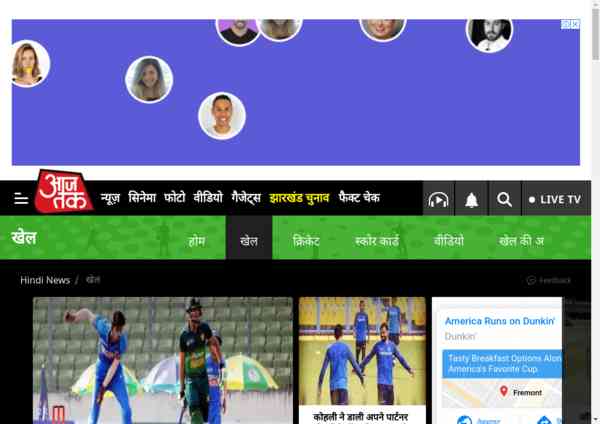 आज तक
न्यूज़ सिनेमा फोटो वीडियो गैजेट्स झारखंड चुनाव फैक्ट चेक
LIVE TV
खेल
होम खेल क्रिकेट स्कोर कार्ड वीडियो खेल की अ
Hindi News / खेल
Feedback
कोहली ने डाली अपने पार्टनर
America Runs on Dunkin'
Dunkin'
Tasty Breakfast Options Alon
America's Favorite Cup.
Fremont